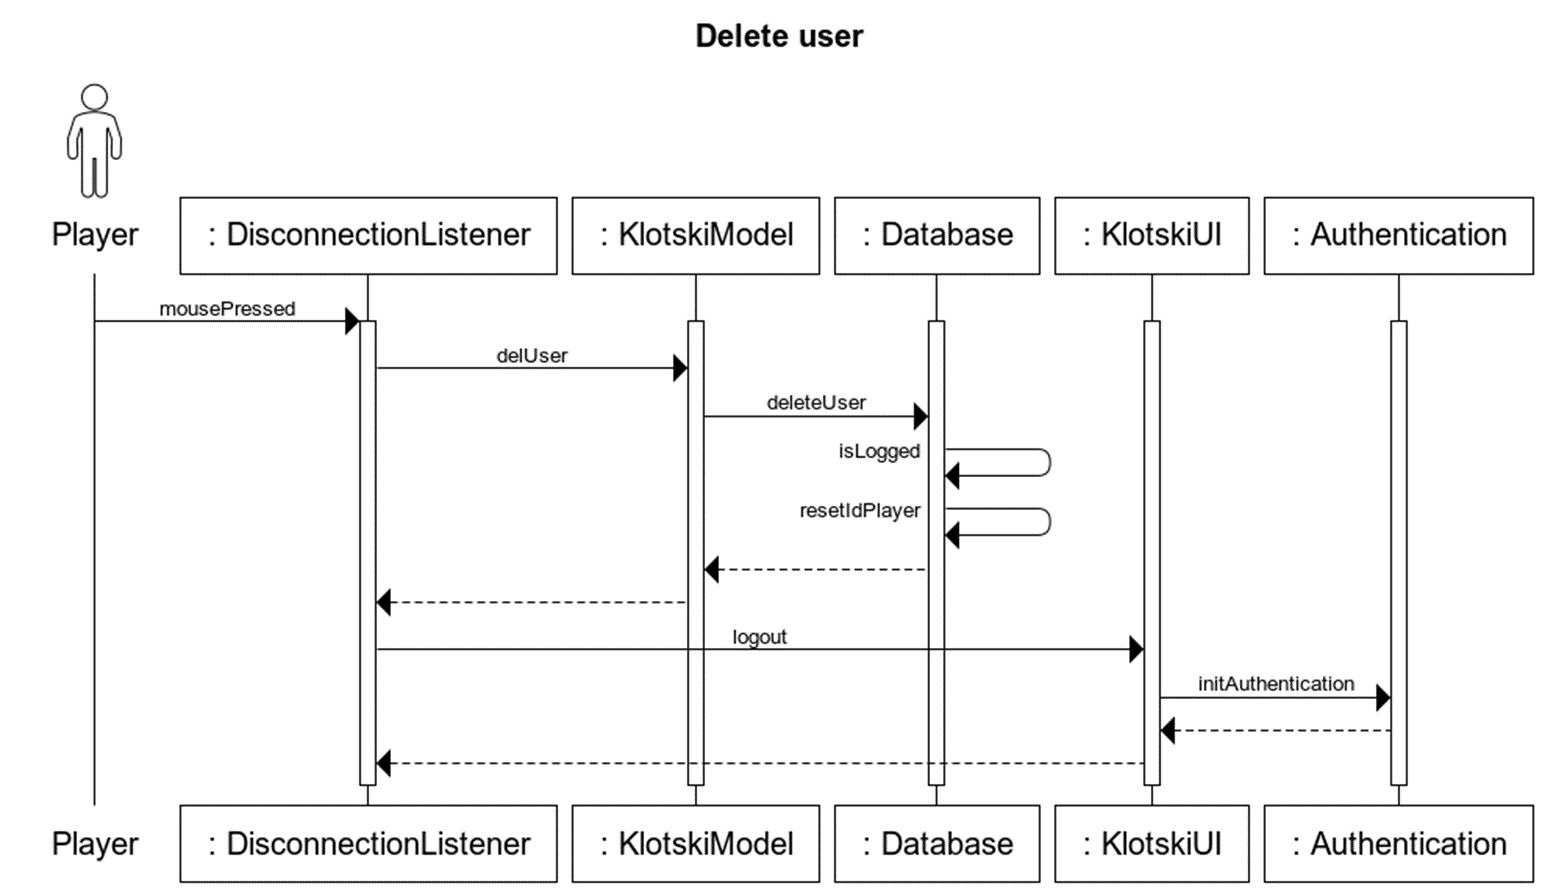 Delete user
Player
: DisconnectionListener
: KlotskiModel
: Database
: KlotskiUI
: Authentication
mousePressed
delUser
deleteUser
isLogged
resetIdPlayer
logout
initAuthentication
Player
: DisconnectionListener
: KlotskiModel
: Database
: KlotskiUI
: Authentication